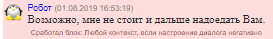 Робот (01.08.2019 16:53:19)
Возможно, мне не стоит и дальше надоедать Вам.
Сработал блок: Любой контекст, если настроение диалога негативно